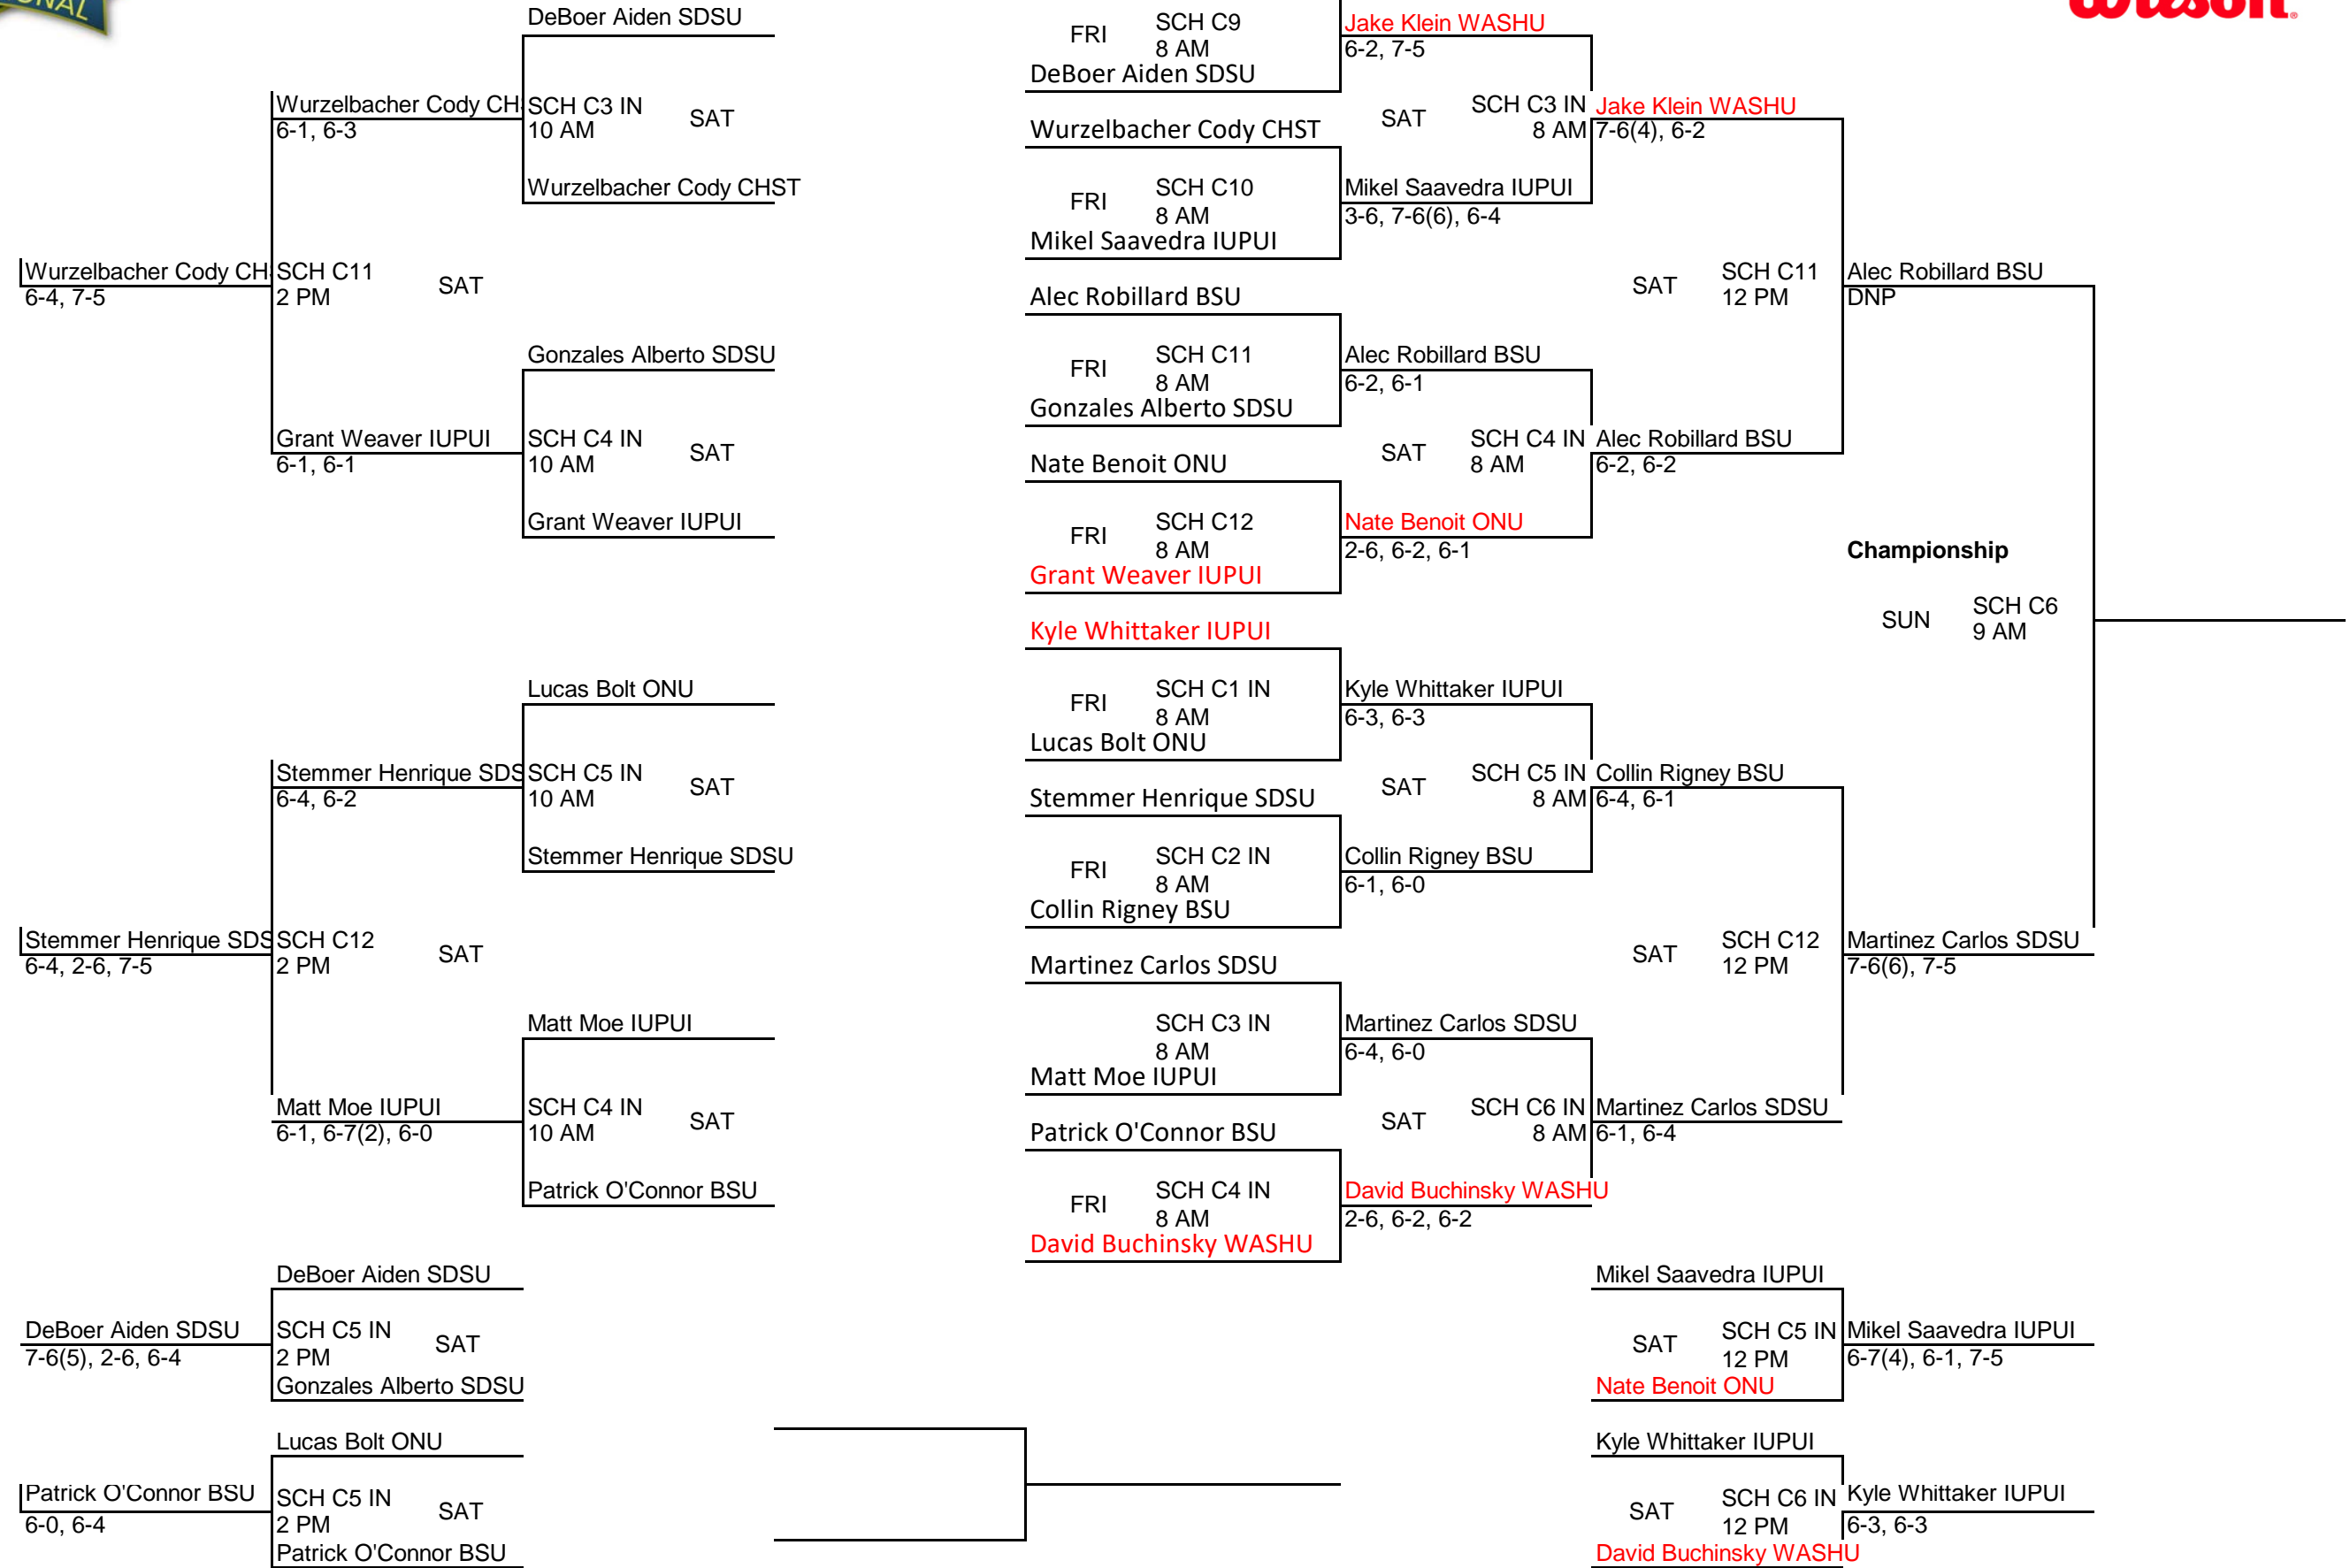 DeBoer Aiden SDSU
Wurzelbacher Cody CH
6-1, 6-3
SCH C3 IN
10 AM
SAT
Wurzelbacher Cody CHST
Wurzelbacher Cody CH
6-4, 7-5
SCH C11
2 PM
SAT
Gonzales Alberto SDSU
Grant Weaver IUPUI
6-1, 6-1
SCH C4 IN
10 AM
SAT
Grant Weaver IUPUI
Lucas Bolt ONU
Stemmer Henrique SDS
6-4, 6-2
SCH C5 IN
10 AM
SAT
Stemmer Henrique SDSU
Stemmer Henrique SDS
6-4, 2-6, 7-5
SCH C12
2 PM
SAT
Matt Moe IUPUI
Matt Moe IUPUI
6-1, 6-7(2), 6-0
SCH C4 IN
10 AM
SAT
Patrick O'Connor BSU
DeBoer Aiden SDSU
DeBoer Aiden SDSU
7-6(5), 2-6, 6-4
SCH C5 IN
2 PM
SAT
Gonzales Alberto SDSU
Lucas Bolt ONU
Patrick O'Connor BSU
6-0, 6-4
SCH C5 IN
2 PM
SAT
Patrick O'Connor BSU
FRI
SCH C9
8 AM
DeBoer Aiden SDSU
Jake Klein WASHU
6-2, 7-5
Wurzelbacher Cody CHST
SAT
SCH C3 IN
8 AM
Jake Klein WASHU
7-6(4), 6-2
FRI
SCH C10
8 AM
Mikel Saavedra IUPUI
Mikel Saavedra IUPUI
3-6, 7-6(6), 6-4
Alec Robillard BSU
SAT
SCH C11
12 PM
Alec Robillard BSU
DNP
FRI
SCH C11
8 AM
Gonzales Alberto SDSU
Alec Robillard BSU
6-2, 6-1
Nate Benoit ONU
SAT
SCH C4 IN
8 AM
Alec Robillard BSU
6-2, 6-2
FRI
SCH C12
8 AM
Grant Weaver IUPUI
Nate Benoit ONU
2-6, 6-2, 6-1
Championship
SUN
SCH C6
9 AM
Kyle Whittaker IUPUI
FRI
SCH C1 IN
8 AM
Lucas Bolt ONU
Kyle Whittaker IUPUI
6-3, 6-3
Stemmer Henrique SDSU
SAT
SCH C5 IN
8 AM
Collin Rigney BSU
6-4, 6-1
FRI
SCH C2 IN
8 AM
Collin Rigney BSU
Collin Rigney BSU
6-1, 6-0
Martinez Carlos SDSU
SAT
SCH C12
12 PM
Martinez Carlos SDSU
7-6(6), 7-5
SCH C3 IN
8 AM
Matt Moe IUPUI
Martinez Carlos SDSU
6-4, 6-0
Patrick O'Connor BSU
SAT
SCH C6 IN
8 AM
Martinez Carlos SDSU
6-1, 6-4
FRI
SCH C4 IN
8 AM
David Buchinsky WASHU
David Buchinsky WASHU
2-6, 6-2, 6-2
Mikel Saavedra IUPUI
SAT
SCH C5 IN
12 PM
Mikel Saavedra IUPUI
6-7(4), 6-1, 7-5
Nate Benoit ONU
Kyle Whittaker IUPUI
SAT
SCH C6 IN
12 PM
Kyle Whittaker IUPUI
6-3, 6-3
David Buchinsky WASHU